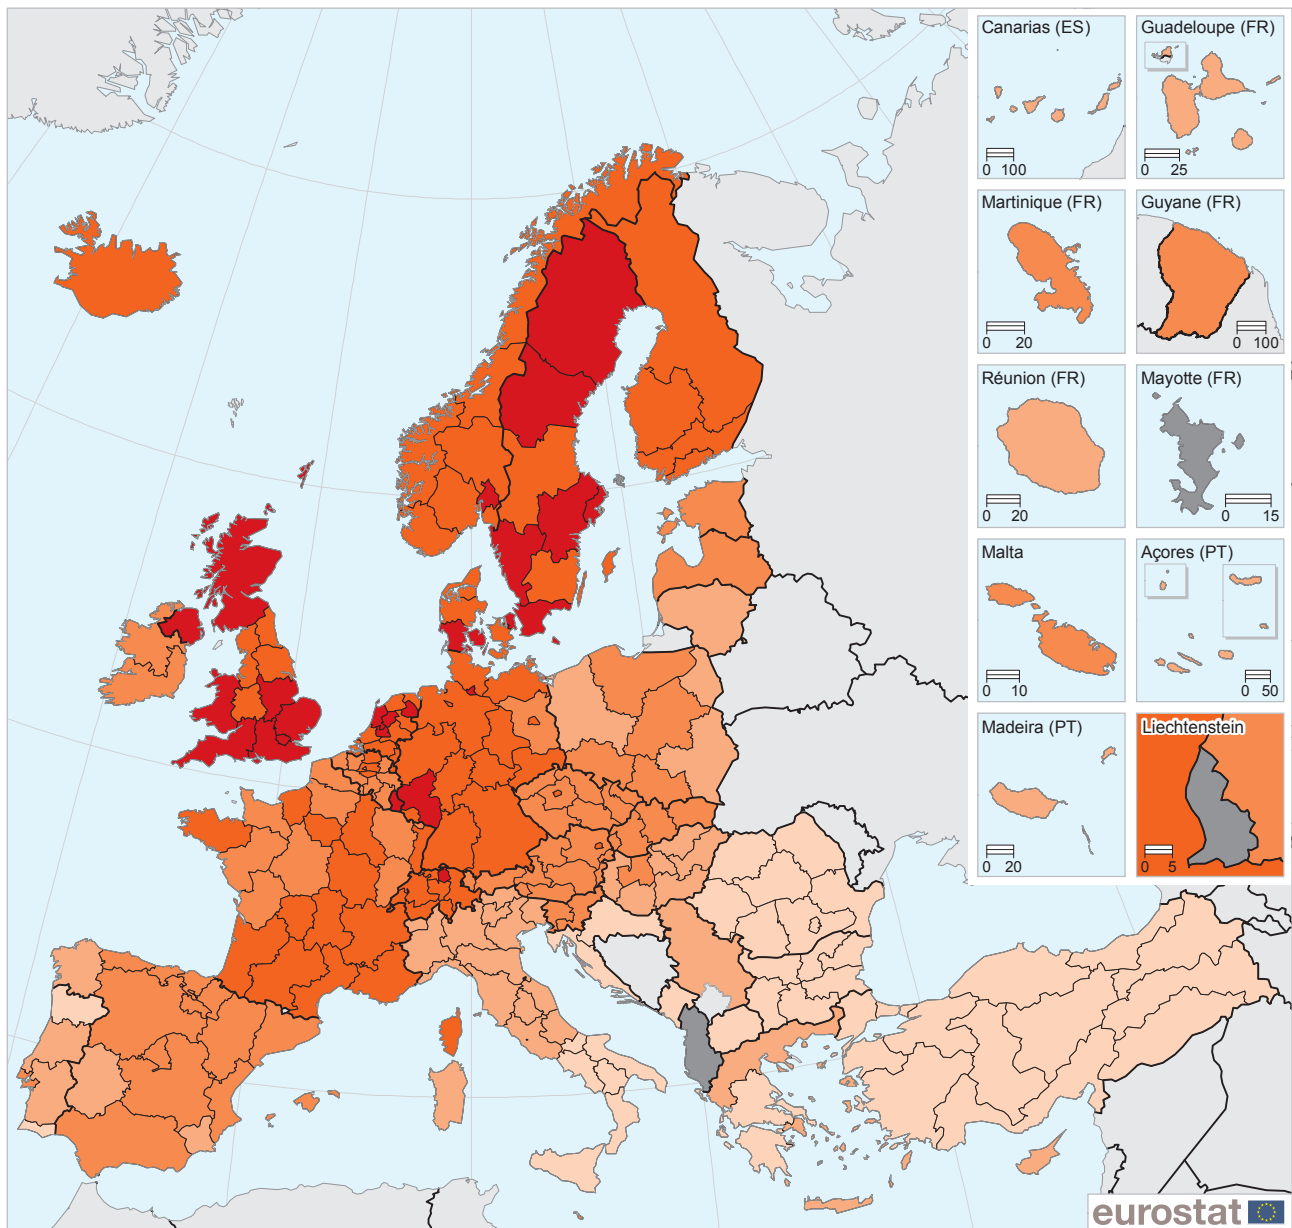 Canarias (ES)
0 100
Guadeloupe (FR)
0 25
Martinique (FR)
0 20
Guyane (FR)
0 100
Réunion (FR)
0 20
Mayotte (FR)
0 15
Malta
0 10
Açores (PT)
0 50
Madeira (PT)
0 20
Liechtenstein
0 5
eurostat